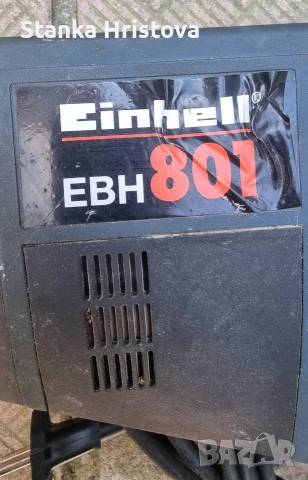 Stanka Hristova
Einhell®
EBH 801
BAZAR